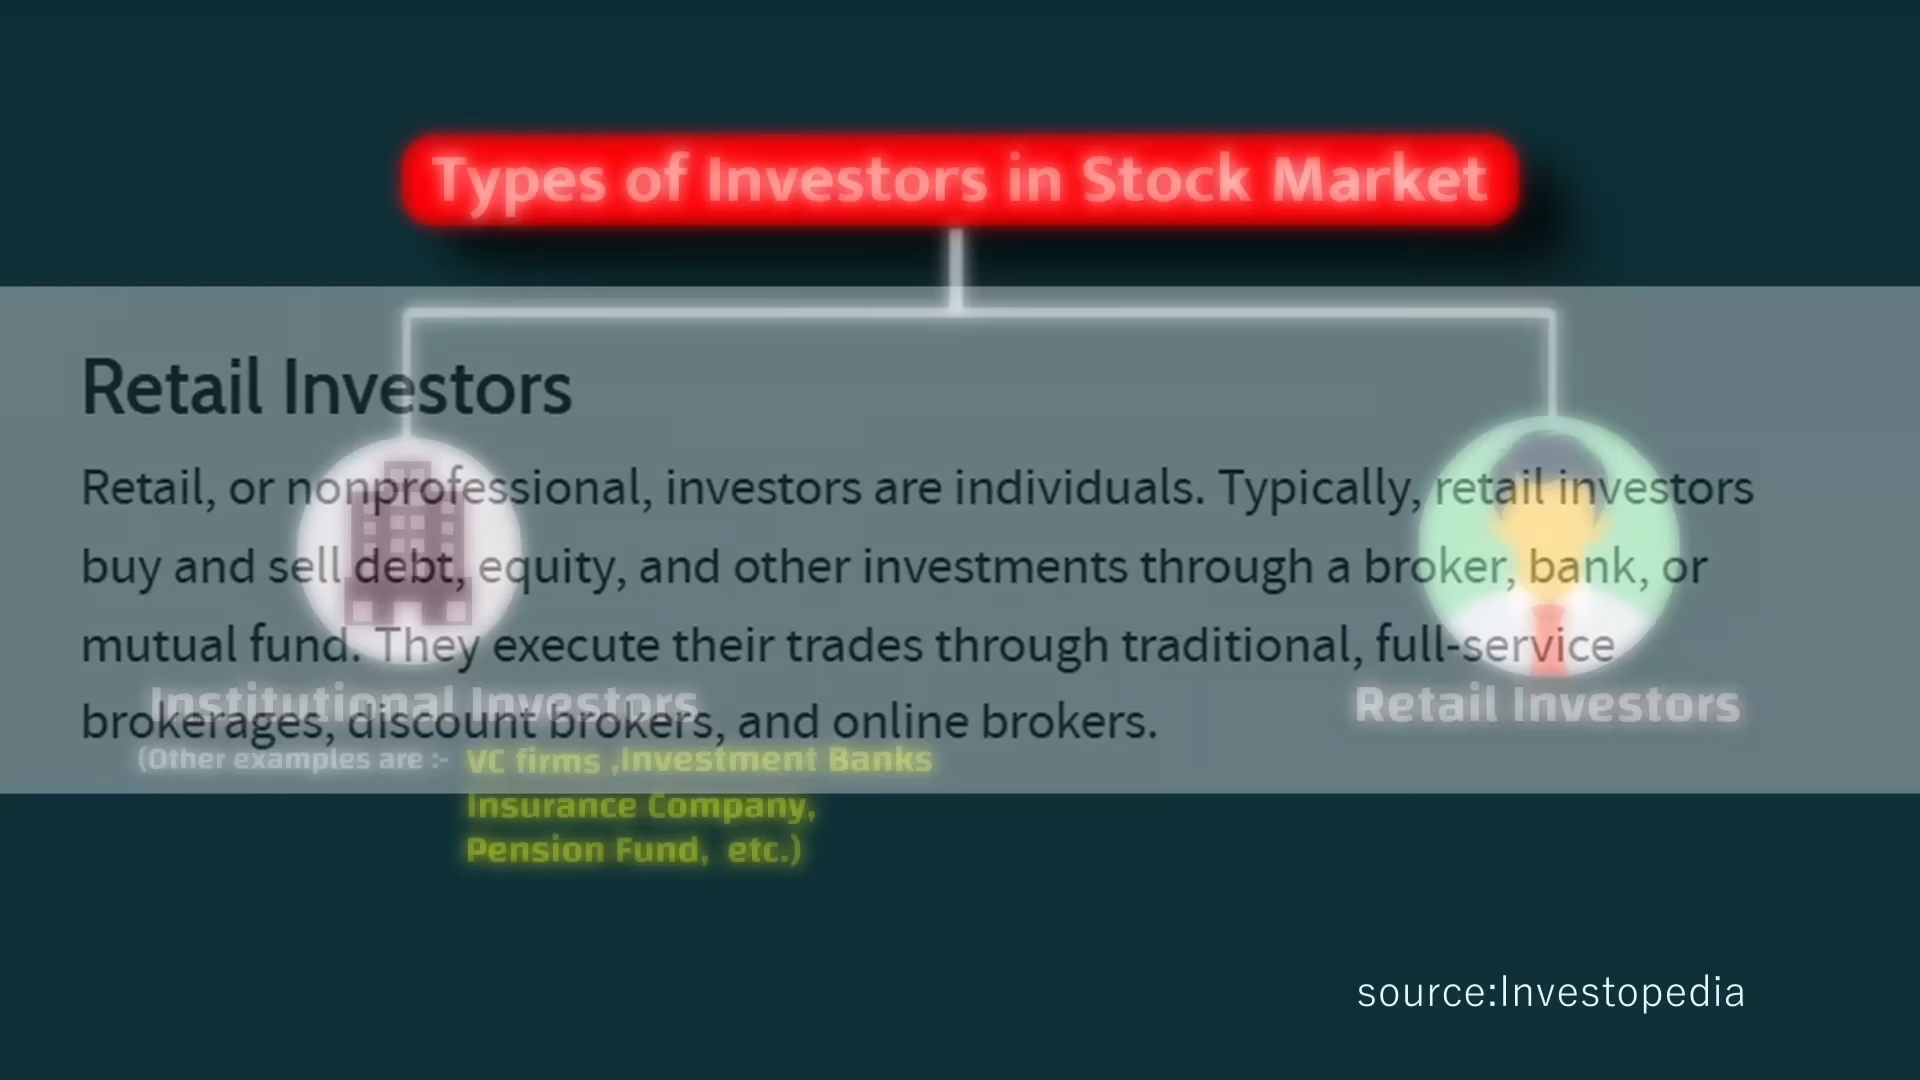 Types of Investors in Stock Market
Retail Investors
Retail, or nonprofessional, investors are individuals. Typically, retail investors
buy and sell debt, equity, and other investments through a broker, bank, or
mutual fund. They execute their trades through traditional, full-service
brokerages, discount brokers, and online brokers.
Institutional Investors
Retail Investors
(Other examples are :- VC firms ,Investment Banks
Insurance Company,
Pension Fund, etc.)
source:Investopedia